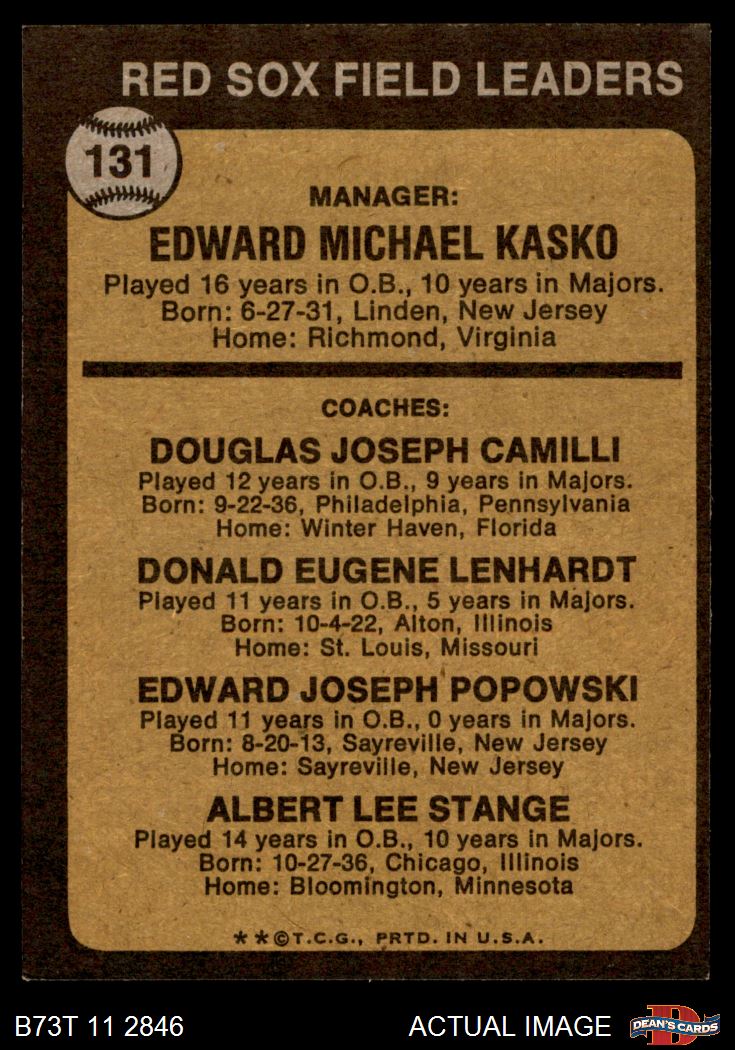 RED SOX FIELD LEADERS
131
MANAGER:
EDWARD MICHAEL KASKO
Played 16 years in O.B., 10 years in Majors.
Born: 6-27-31, Linden, New Jersey
Home: Richmond, Virginia
COACHES:
DOUGLAS JOSEPH CAMILLI
Played 12 years in O.B., 9 years in Majors.
Born: 9-22-36, Philadelphia, Pennsylvania
Home: Winter Haven, Florida
DONALD EUGENE LENHARDT
Played 11 years in O.B., 5 years in Majors.
Born: 10-4-22, Alton, Illinois
Home: St. Louis, Missouri
EDWARD JOSEPH POPOWSKI
Played 11 years in O.B., 0 years in Majors.
Born: 8-20-13, Sayreville, New Jersey
Home: Sayreville, New Jersey
ALBERT LEE STANGE
Played 14 years in O.B., 10 years in Majors.
Born: 10-27-36, Chicago, Illinois
Home: Bloomington, Minnesota
**©T.C.G., PRTD. IN U.S.A.
B73T 11 2846
ACTUAL IMAGE
D
DEAN'S CARDS